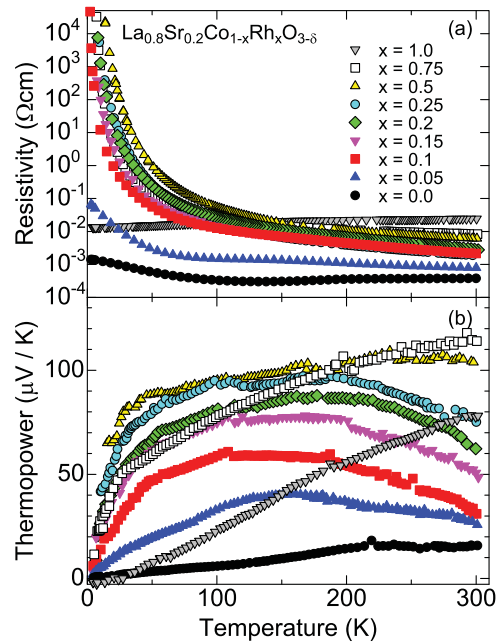 (a)
La0.8Sr0.2Co1-xRhxO3-δ
x = 1.0
x = 0.75
x = 0.5
x = 0.25
x = 0.2
x = 0.15
x = 0.1
x = 0.05
x = 0.0
Resistivity (Ωcm)
10^4
10^3
10^2
10^1
10^0
10^-1
10^-2
10^-3
10^-4
(b)
Thermopower (μV / K)
100
50
0
0 100 200 300
Temperature (K)